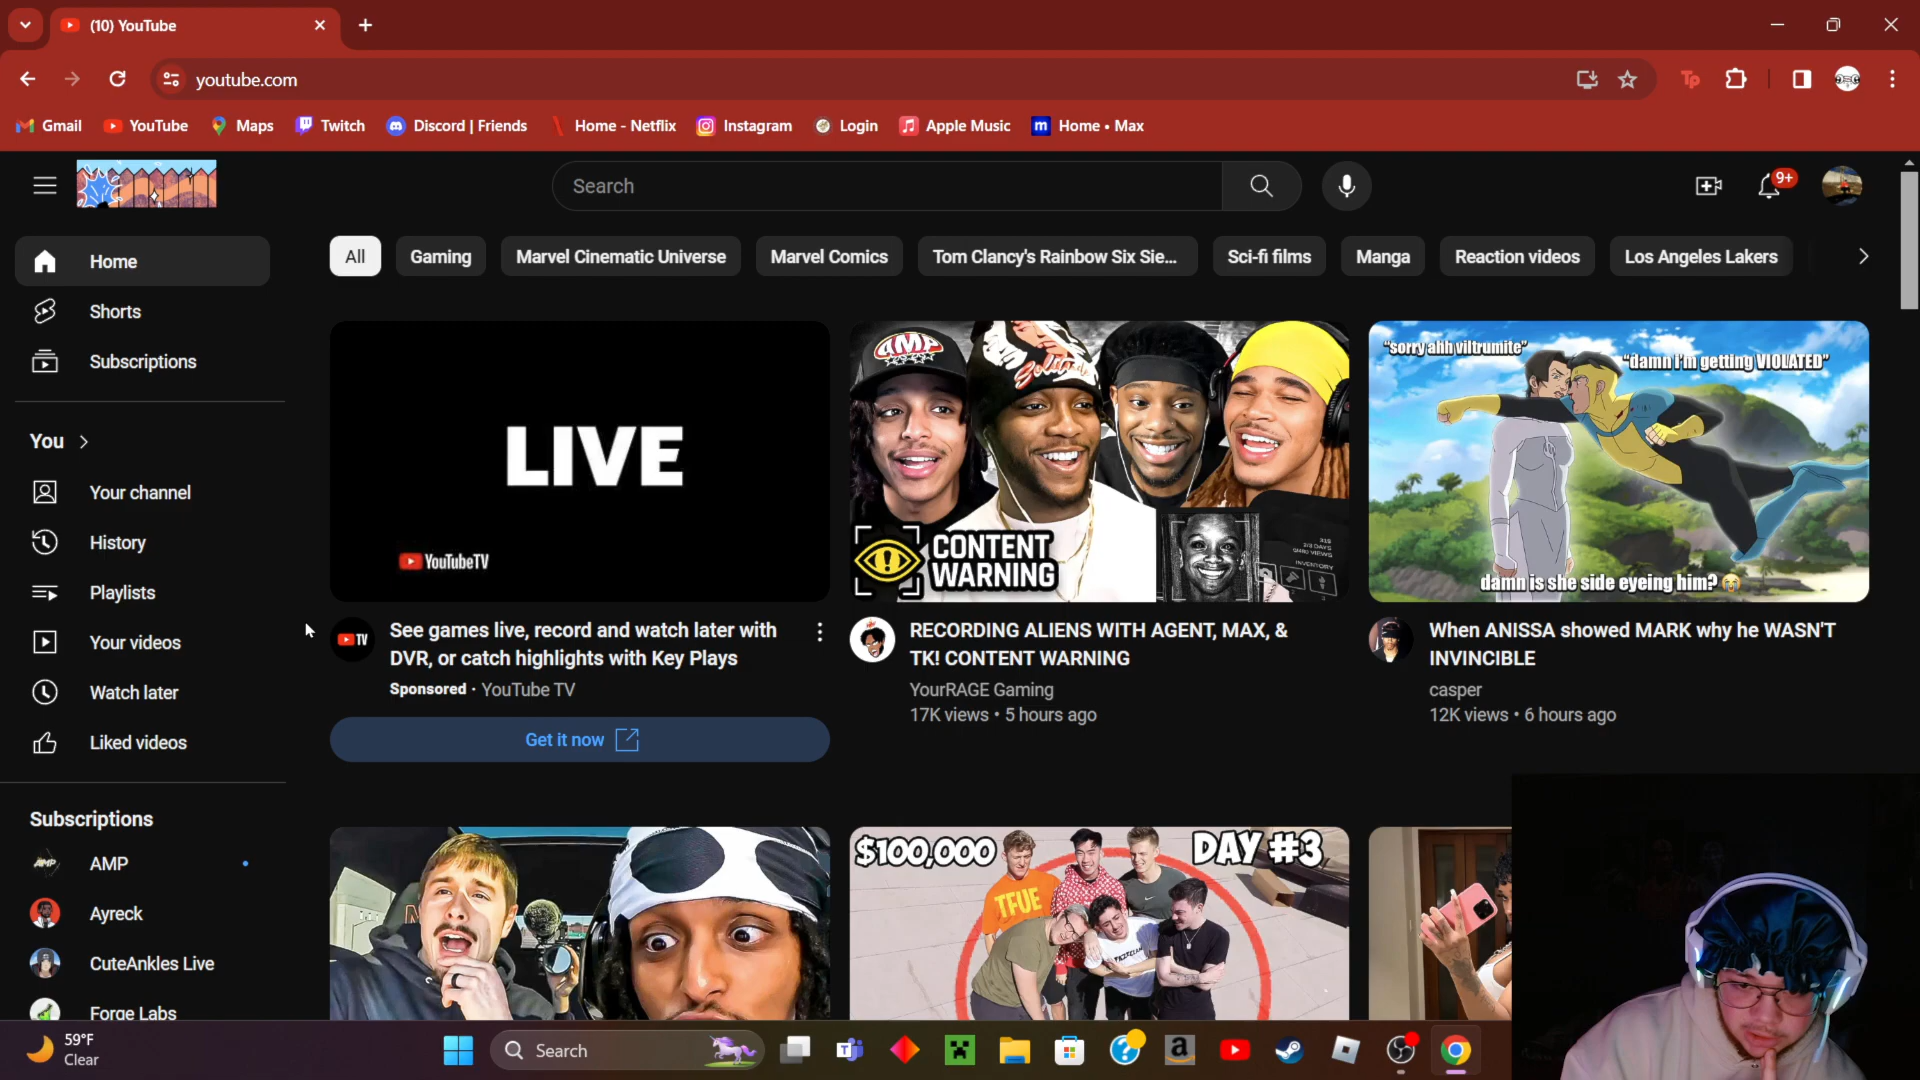 (10) YouTube
youtube.com
Tp
Gmail YouTube Maps Twitch Discord | Friends Home - Netflix Instagram Login Apple Music m Home • Max
Search
9+
All Gaming Marvel Cinematic Universe Marvel Comics Tom Clancy's Rainbow Six Sie... Sci-fi films Manga Reaction videos Los Angeles Lakers
Home
Shorts
Subscriptions
You
Your channel
History
Playlists
Your videos
Watch later
Liked videos
Subscriptions
AMP AMP
Ayreck
CuteAnkles Live
Forge Labs
LIVE
YouTubeTV
TV
See games live, record and watch later with
DVR, or catch highlights with Key Plays
Sponsored · YouTube TV
Get it now
AMP
CONTENT
WARNING
INVENTORY
RECORDING ALIENS WITH AGENT, MAX, &
TK! CONTENT WARNING
YourRAGE Gaming
17K views • 5 hours ago
"sorry ahh viltrumite"
"damn i'm getting VIOLATED"
damn is she side eyeing him? 😭
When ANISSA showed MARK why he WASN'T
INVINCIBLE
casper
12K views • 6 hours ago
$100,000 DAY #3
TFUE
59°F
Clear
Search